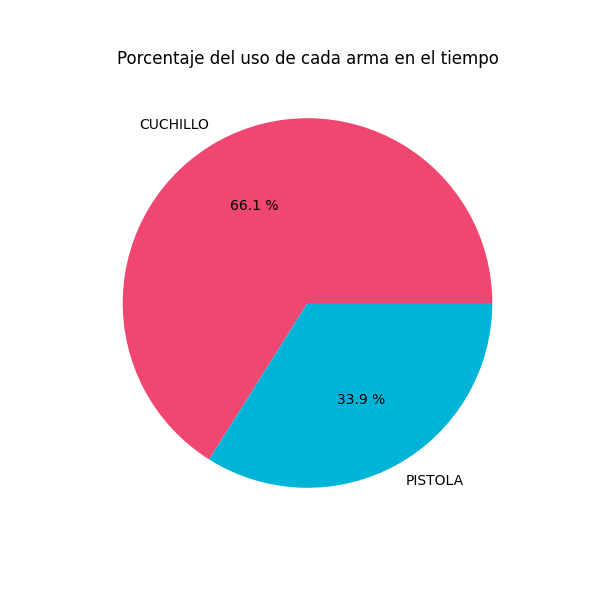 Porcentaje del uso de cada arma en el tiempo
CUCHILLO
66.1 %
33.9 %
PISTOLA